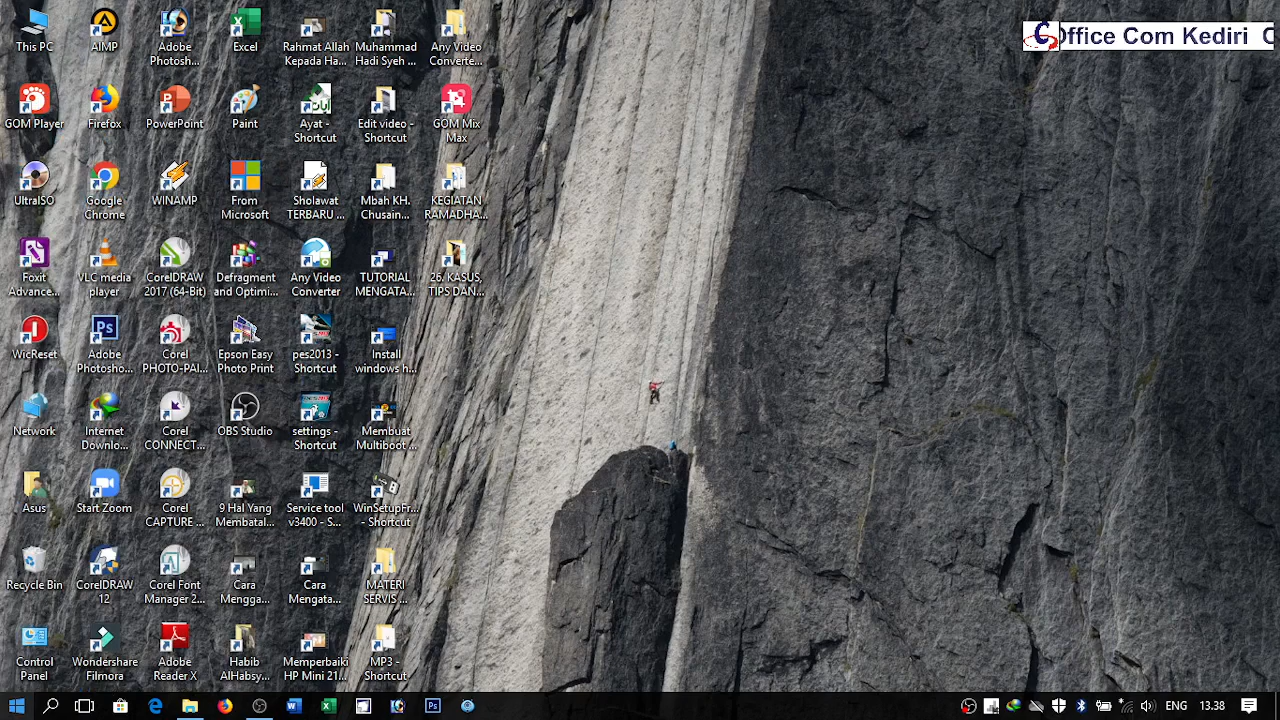 Office Com Kediri
This PC
AIMP
Adobe
Photosh...
Excel
Rahmat Allah
Kepada Ha...
Muhammad
Hadi Syeh ...
Any Video
Converte...
GOM Player
Firefox
PowerPoint
Paint
Ayat -
Shortcut
Edit video -
Shortcut
GOM Mix
Max
UltraISO
Google
Chrome
WINAMP
From
Microsoft
Sholawat
TERBARU ...
Mbah KH.
Chusain...
KEGIATAN
RAMADHA...
Foxit
Advance...
VLC media
player
CorelDRAW
2017 (64-Bit)
Defragment
and Optimi...
Any Video
Converter
TUTORIAL
MENGATA...
26. KASUS,
TIPS DAN...
WicReset
Adobe
Photosho...
Corel
PHOTO-PAI...
Epson Easy
Photo Print
pes2013 -
Shortcut
Install
windows h...
Network
Internet
Downlo...
Corel
CONNECT...
OBS Studio
settings -
Shortcut
Membuat
Multiboot ...
Asus
Start Zoom
Corel
CAPTURE ...
9 Hal Yang
Membatal...
Service tool
v3400 - S...
WinSetupFr...
- Shortcut
Recycle Bin
CorelDRAW
12
Corel Font
Manager 2...
Cara
Mengga...
Cara
Mengata...
MATERI
SERVIS ...
Control
Panel
Wondershare
Filmora
Adobe
Reader X
Habib
AlHabsy...
Memperbaiki
HP Mini 21...
MP3 -
Shortcut
ENG
13.38